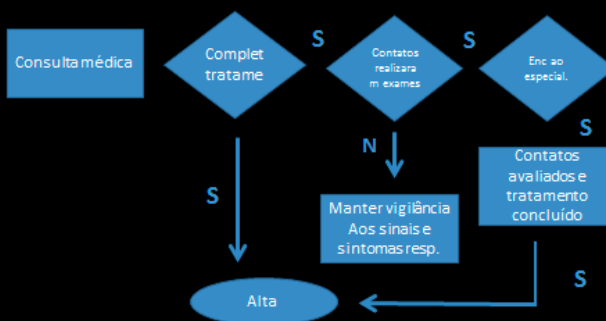 Consulta médica
Complet
tratame
S
Contatos
realizara
m exames
S
Enc ao
especial.
S
N
S
Contatos
avaliados e
tratamento
concluído
Manter vigilância
Aos sinais e
sintomas resp.
S
Alta